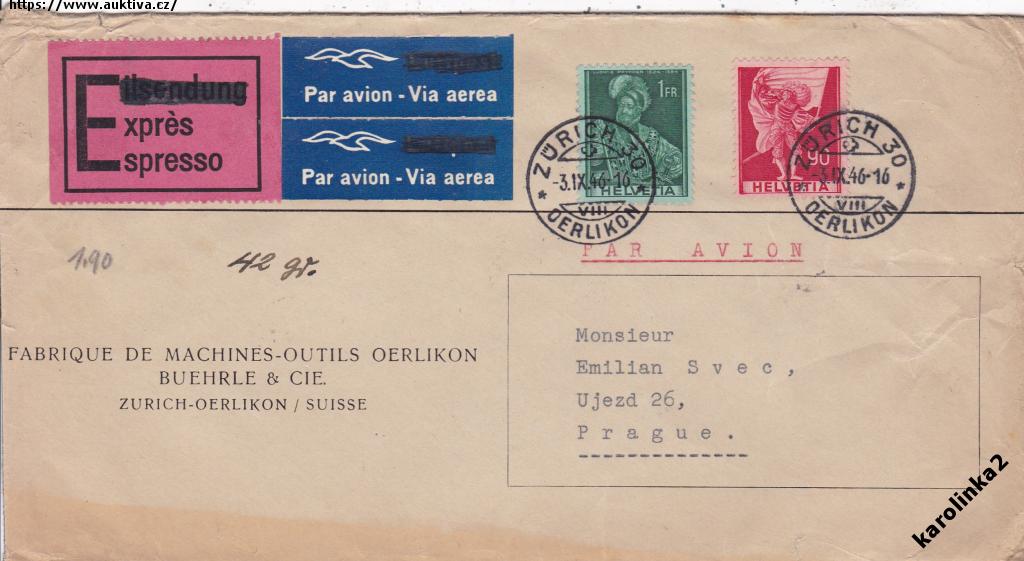 https://www.auktiva.cz/
Eilsendung
Exprès
Espresso
Par avion - Via aerea
Par avion - Via aerea
1 FR
HELVETIA
90
HELVETIA
ZÜRICH 30
-3.IX.46-16
VIII
* OERLIKON *
ZÜRICH 30
-3.IX.46-16
VIII
* OERLIKON *
PAR AVION
1.90
42 gr.
FABRIQUE DE MACHINES-OUTILS OERLIKON
BUEHRLE & CIE.
ZURICH-OERLIKON / SUISSE
Monsieur
Emilian Svec,
Ujezd 26,
Prague.
karolinka2